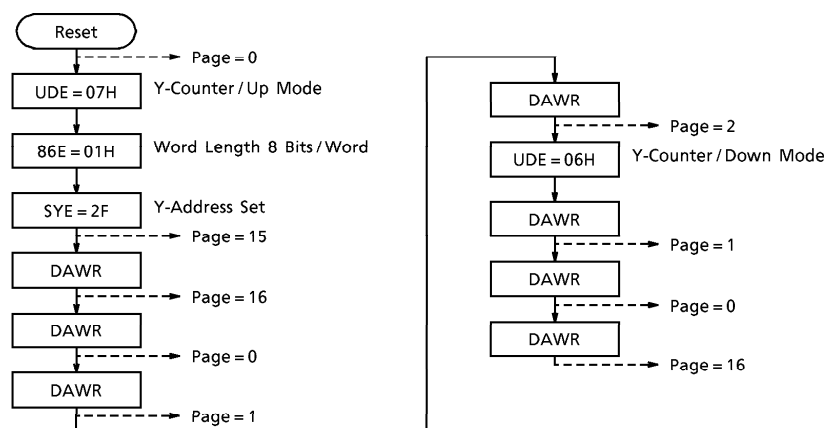 Reset
Page = 0
UDE = 07H Y-Counter / Up Mode
86E = 01H Word Length 8 Bits / Word
SYE = 2F Y-Address Set
Page = 15
DAWR
Page = 16
DAWR
Page = 0
DAWR
Page = 1
DAWR
Page = 2
UDE = 06H Y-Counter / Down Mode
DAWR
Page = 1
DAWR
Page = 0
DAWR
Page = 16